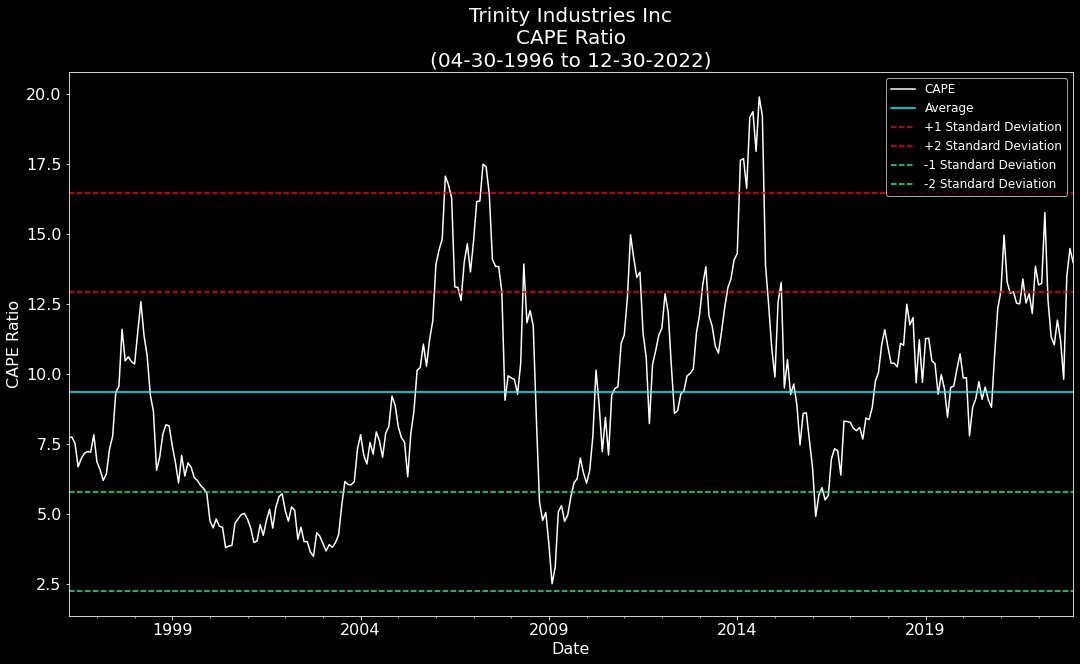 Trinity Industries Inc
CAPE Ratio
(04-30-1996 to 12-30-2022)
CAPE
Average
+1 Standard Deviation
+2 Standard Deviation
-1 Standard Deviation
-2 Standard Deviation
CAPE Ratio
20.0
17.5
15.0
12.5
10.0
7.5
5.0
2.5
1999
2004
2009
2014
2019
Date